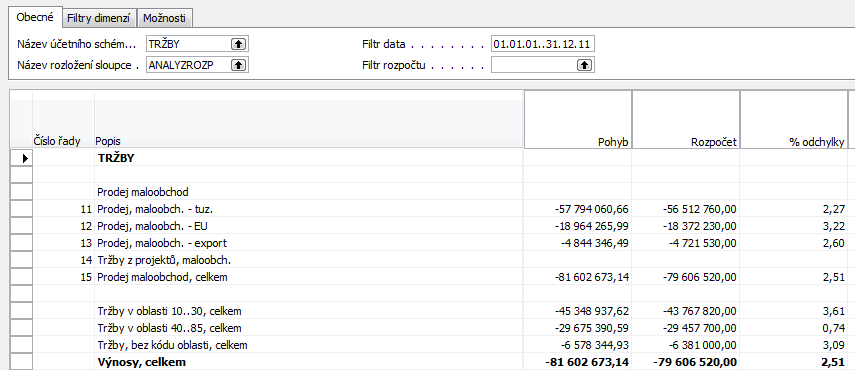 Obecné Filtry dimenzí Možnosti
Název účetního schém... TRŽBY Filtr data . . . . . . . . 01.01.01..31.12.11
Název rozložení sloupce . ANALYZROZP Filtr rozpočtu . . . . . .
Číslo řady Popis Pohyb Rozpočet % odchylky
TRŽBY
Prodej maloobchod
11 Prodej, maloobch. - tuz. -57 794 060,66 -56 512 760,00 2,27
12 Prodej, maloobch. - EU -18 964 265,99 -18 372 230,00 3,22
13 Prodej, maloobch. - export -4 844 346,49 -4 721 530,00 2,60
14 Tržby z projektů, maloobch.
15 Prodej maloobchod, celkem -81 602 673,14 -79 606 520,00 2,51
Tržby v oblasti 10..30, celkem -45 348 937,62 -43 767 820,00 3,61
Tržby v oblasti 40..85, celkem -29 675 390,59 -29 457 700,00 0,74
Tržby, bez kódu oblasti, celkem -6 578 344,93 -6 381 000,00 3,09
Výnosy, celkem -81 602 673,14 -79 606 520,00 2,51